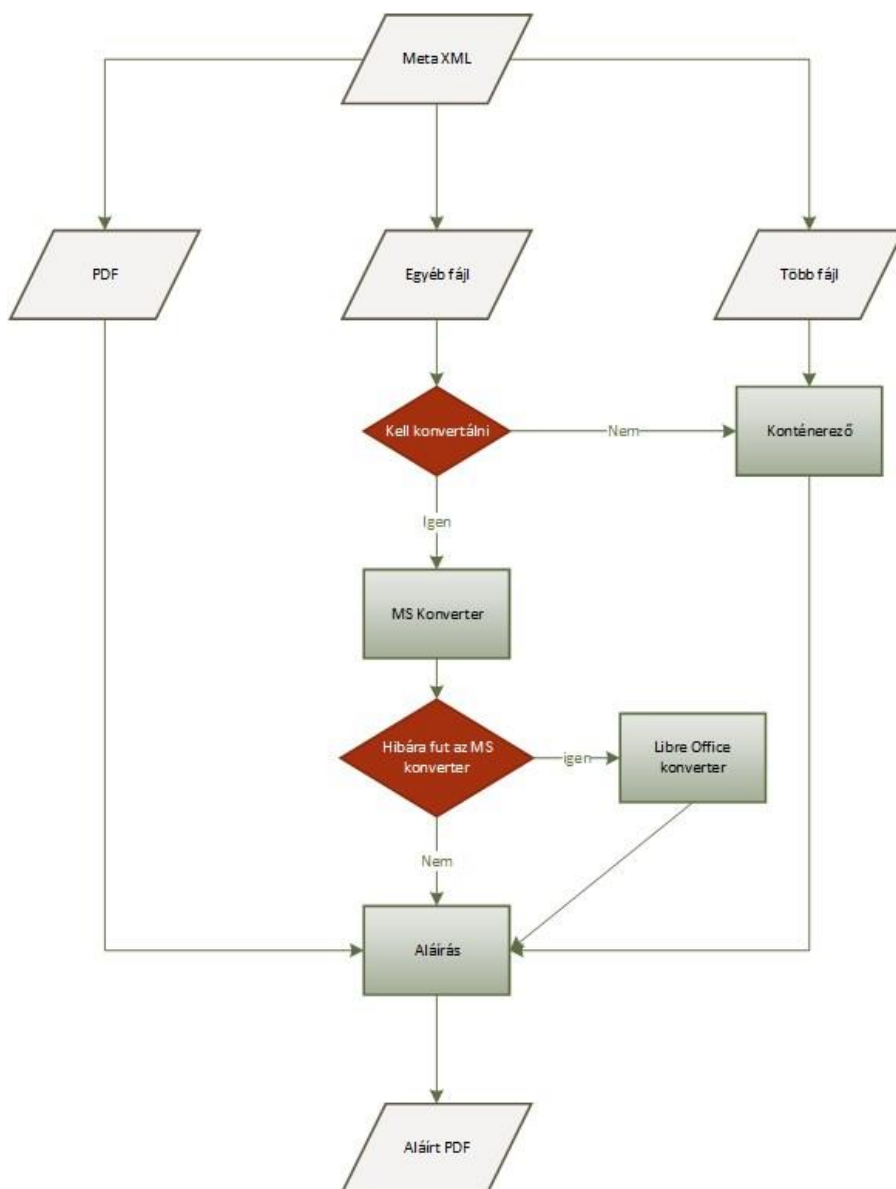 Meta XML
PDF
Egyéb fájl
Több fájl
Kell konvertálni
Nem
Konténerező
Igen
MS Konverter
Hibára fut az MS
konverter
igen
Libre Office
konverter
Nem
Aláírás
Aláírt PDF